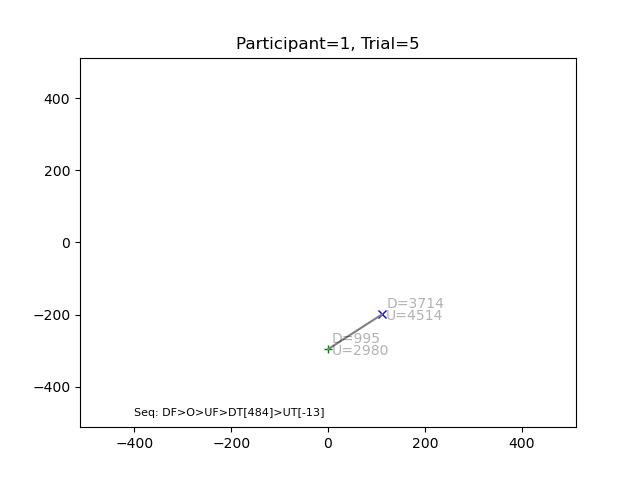 Participant=1, Trial=5
400
200
0
−200
−400
D=3714
U=4514
D=995
U=2980
Seq: DF>O>UF>DT[484]>UT[-13]
−400
−200
0
200
400